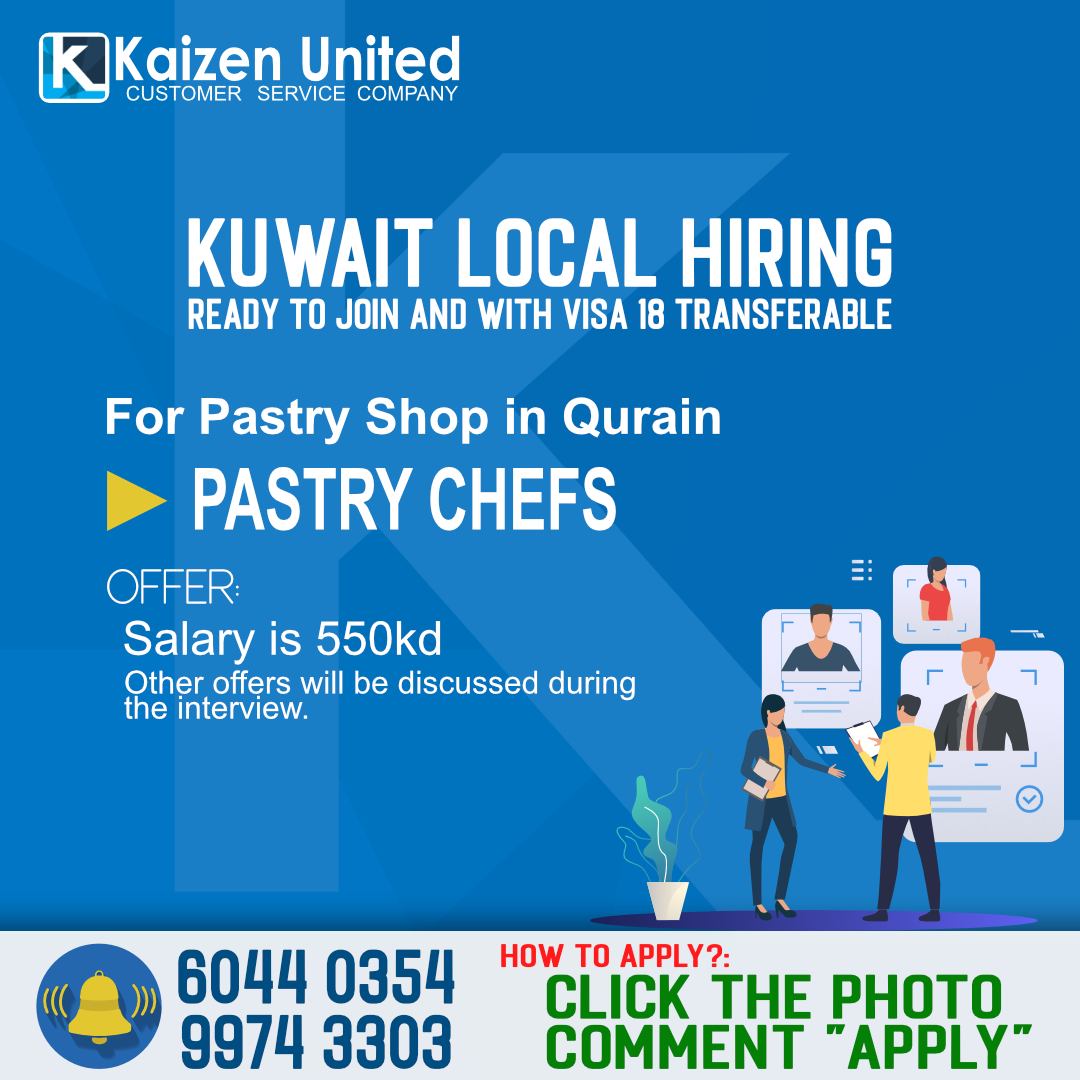 Kaizen United
CUSTOMER SERVICE COMPANY
KUWAIT LOCAL HIRING
READY TO JOIN AND WITH VISA 18 TRANSFERABLE
For Pastry Shop in Qurain
PASTRY CHEFS
OFFER:
Salary is 550kd
Other offers will be discussed during
the interview.
6044 0354
9974 3303
HOW TO APPLY?:
CLICK THE PHOTO
COMMENT "APPLY"